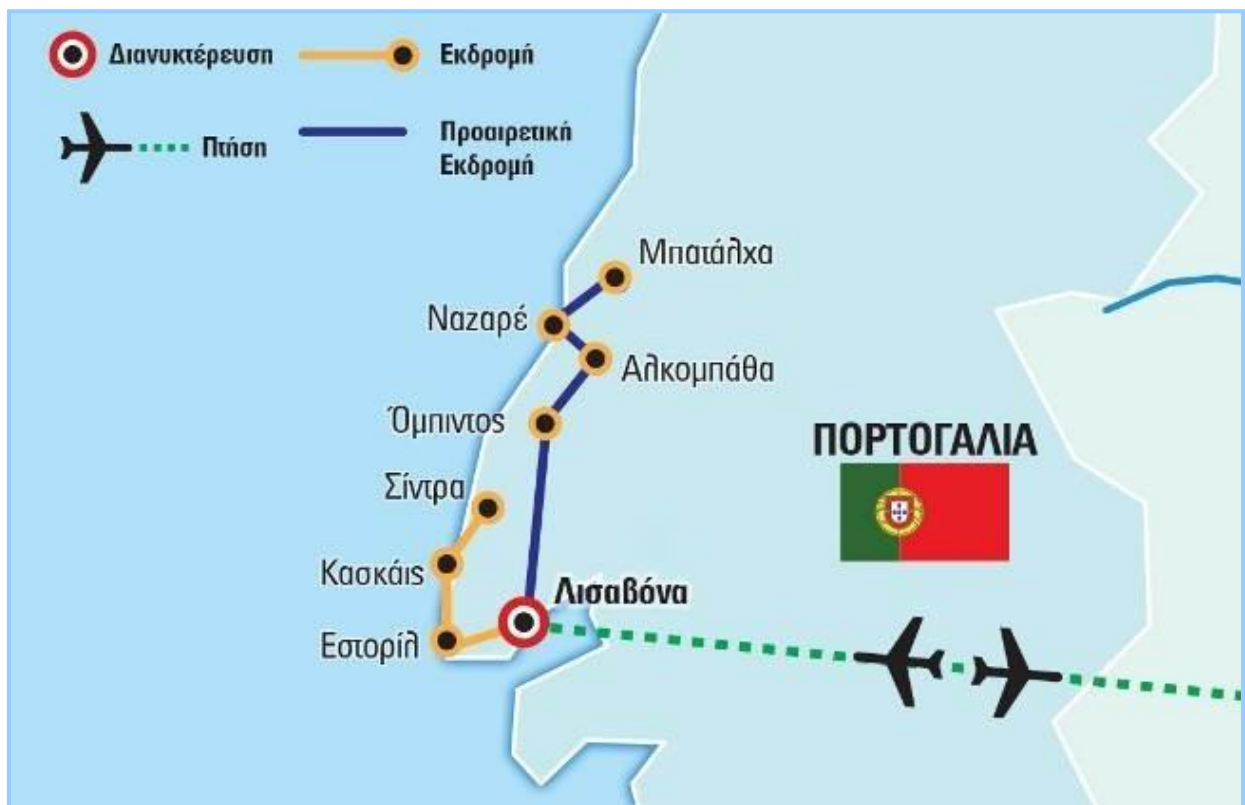 Διανυκτέρευση
Εκδρομή
Πτήση
Προαιρετική
Εκδρομή
Μπατάλχα
Ναζαρέ
Αλκομπάθα
Όμπιντος
ΠΟΡΤΟΓΑΛΙΑ
Σίντρα
Κασκάις
Λισαβόνα
Εστορίλ